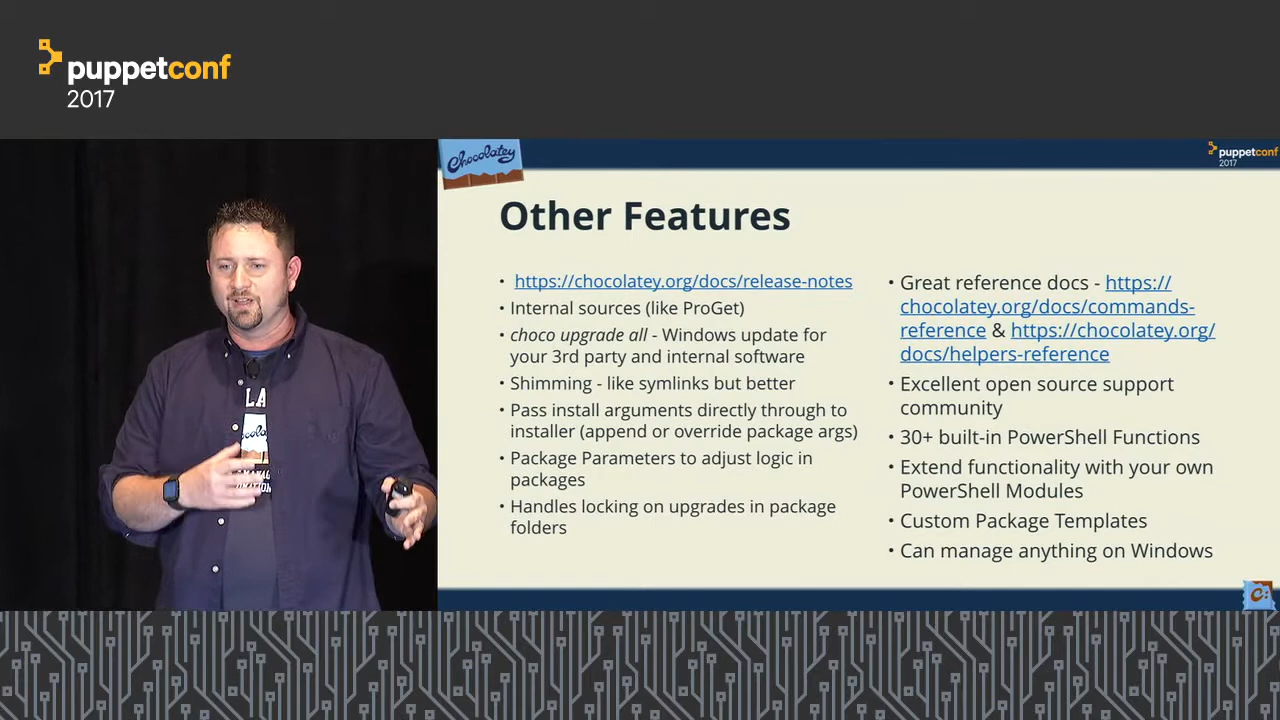 puppetconf
2017
Chocolatey
puppetconf
2017
Other Features
• https://chocolatey.org/docs/release-notes
• Internal sources (like ProGet)
• choco upgrade all - Windows update for
your 3rd party and internal software
• Shimming - like symlinks but better
• Pass install arguments directly through to
installer (append or override package args)
• Package Parameters to adjust logic in
packages
• Handles locking on upgrades in package
folders
• Great reference docs - https://
chocolatey.org/docs/commands-
reference & https://chocolatey.org/
docs/helpers-reference
• Excellent open source support
community
• 30+ built-in PowerShell Functions
• Extend functionality with your own
PowerShell Modules
• Custom Package Templates
• Can manage anything on Windows